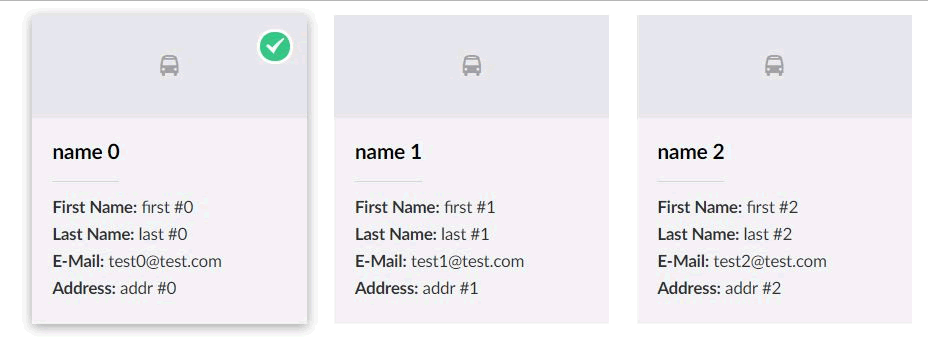 name 0
First Name: first #0
Last Name: last #0
E-Mail: test0@test.com
Address: addr #0
name 1
First Name: first #1
Last Name: last #1
E-Mail: test1@test.com
Address: addr #1
name 2
First Name: first #2
Last Name: last #2
E-Mail: test2@test.com
Address: addr #2